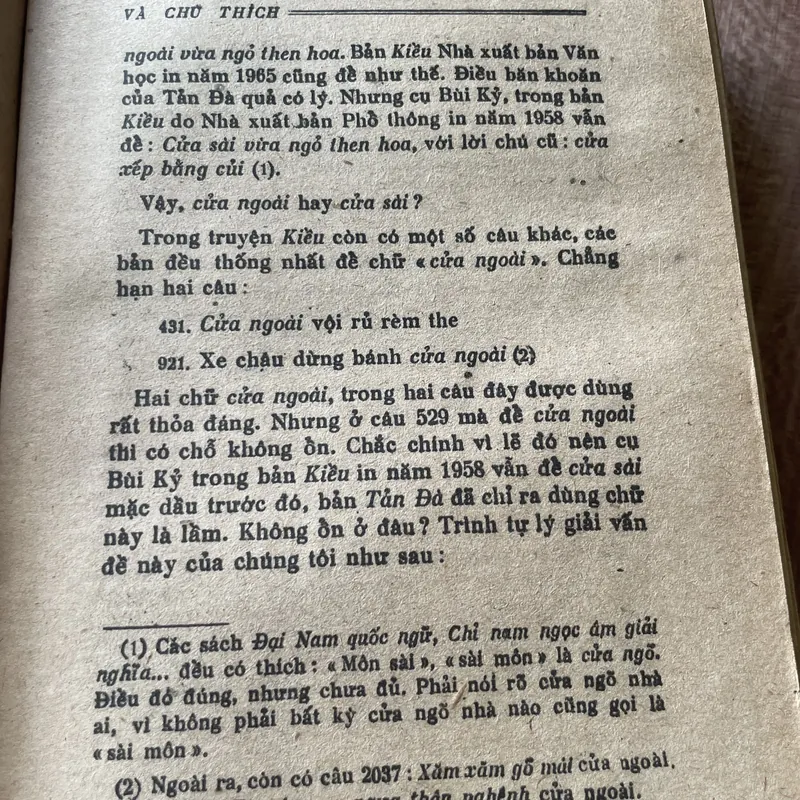 VÀ CHÚ THÍCH
ngoài vừa ngỏ then hoa. Bản Kiều Nhà xuất bản Văn
học in năm 1965 cũng đề như thế. Điều băn khoăn
của Tản Đà quả có lý. Nhưng cụ Bùi Kỷ, trong bản
Kiều do Nhà xuất bản Phổ thông in năm 1958 vẫn
đề : Cửa sài vừa ngỏ then hoa, với lời chú cũ : cửa
xếp bằng củi (1).
Vậy, cửa ngoài hay cửa sài ?
Trong truyện Kiều còn có một số câu khác, các
bản đều thống nhất đề chữ «cửa ngoài». Chẳng
hạn hai câu :
431. Cửa ngoài vội rủ rèm the
921. Xe châu dừng bánh cửa ngoài (2)
Hai chữ cửa ngoài, trong hai câu đây được dùng
rất thỏa đáng. Nhưng ở câu 529 mà đề cửa ngoài
thì có chỗ không ổn. Chắc chính vì lẽ đó nên cụ
Bùi Kỷ trong bản Kiều in năm 1958 vẫn đề cửa sài
mặc dầu trước đó, bản Tản Đà đã chỉ ra dùng chữ
này là lầm. Không ổn ở đâu ? Trình tự lý giải vấn
đề này của chúng tôi như sau :
(1) Các sách Đại Nam quốc ngữ, Chỉ nam ngọc âm giải
nghĩa... đều có thích : «Môn sài», «sài môn» là cửa ngõ.
Điều đó đúng, nhưng chưa đủ. Phải nói rõ cửa ngõ nhà
ai, vì không phải bất kỳ cửa ngõ nhà nào cũng gọi là
«sài môn».
(2) Ngoài ra, còn có câu 2037 : Xăm xăm gõ mái cửa ngoài.
thân nghênh cửa ngoài.